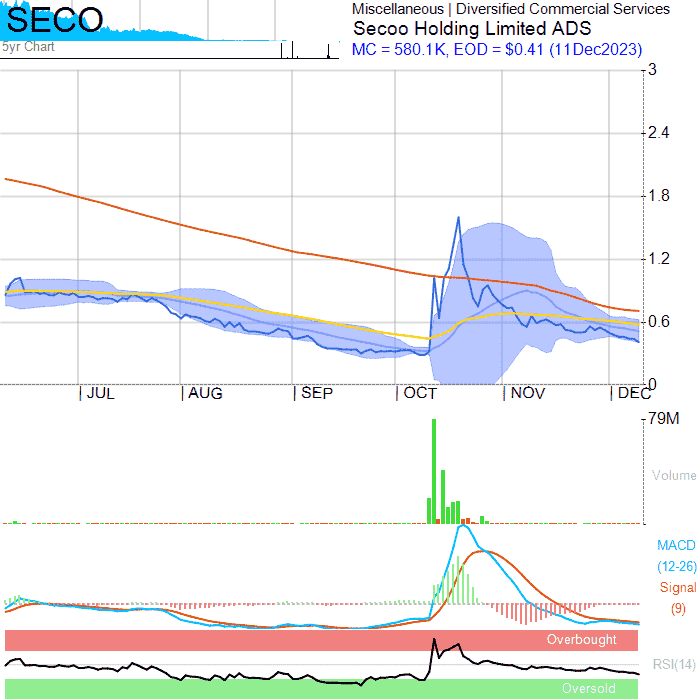 SECO
Miscellaneous | Diversified Commercial Services
Secoo Holding Limited ADS
5yr Chart
MC = 580.1K, EOD = $0.41 (11Dec2023)
3
2.4
1.8
1.2
0.6
0
| JUL | AUG | SEP | OCT | NOV | DEC
79M
Volume
MACD
(12-26)
Signal
(9)
Overbought
RSI(14)
Oversold